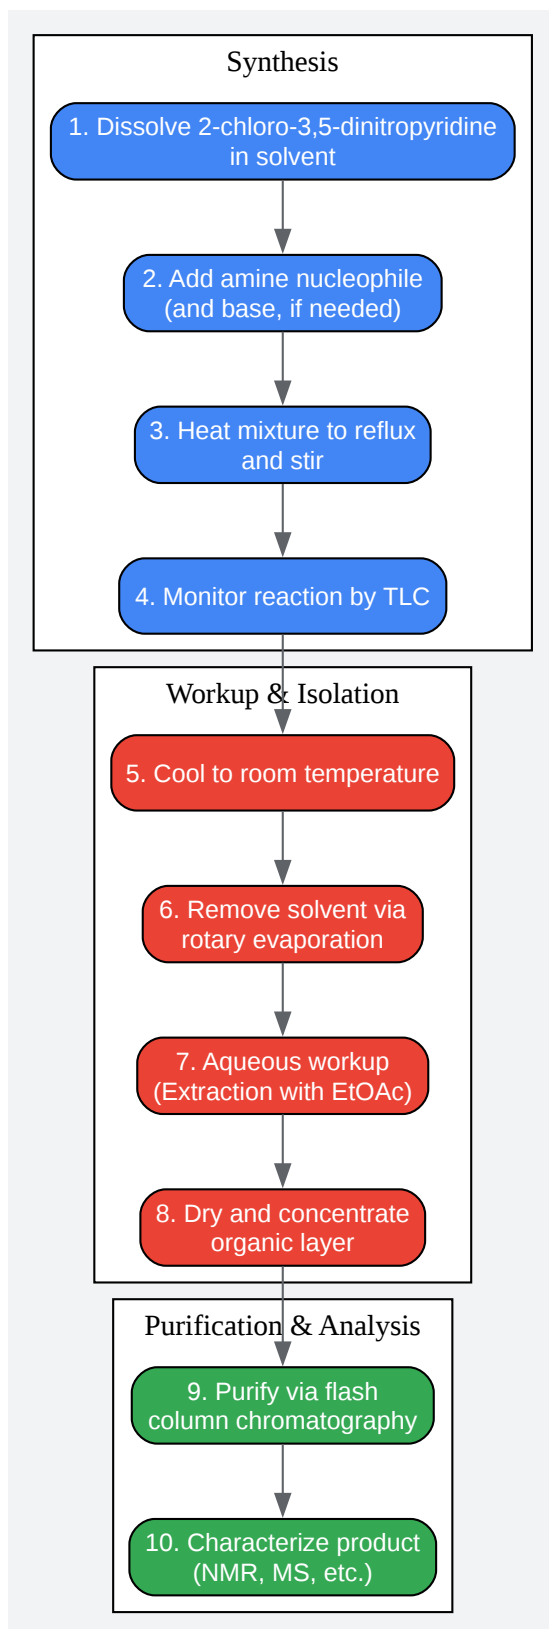 Synthesis
1. Dissolve 2-chloro-3,5-dinitropyridine
in solvent
2. Add amine nucleophile
(and base, if needed)
3. Heat mixture to reflux
and stir
4. Monitor reaction by TLC
Workup & Isolation
5. Cool to room temperature
6. Remove solvent via
rotary evaporation
7. Aqueous workup
(Extraction with EtOAc)
8. Dry and concentrate
organic layer
Purification & Analysis
9. Purify via flash
column chromatography
10. Characterize product
(NMR, MS, etc.)